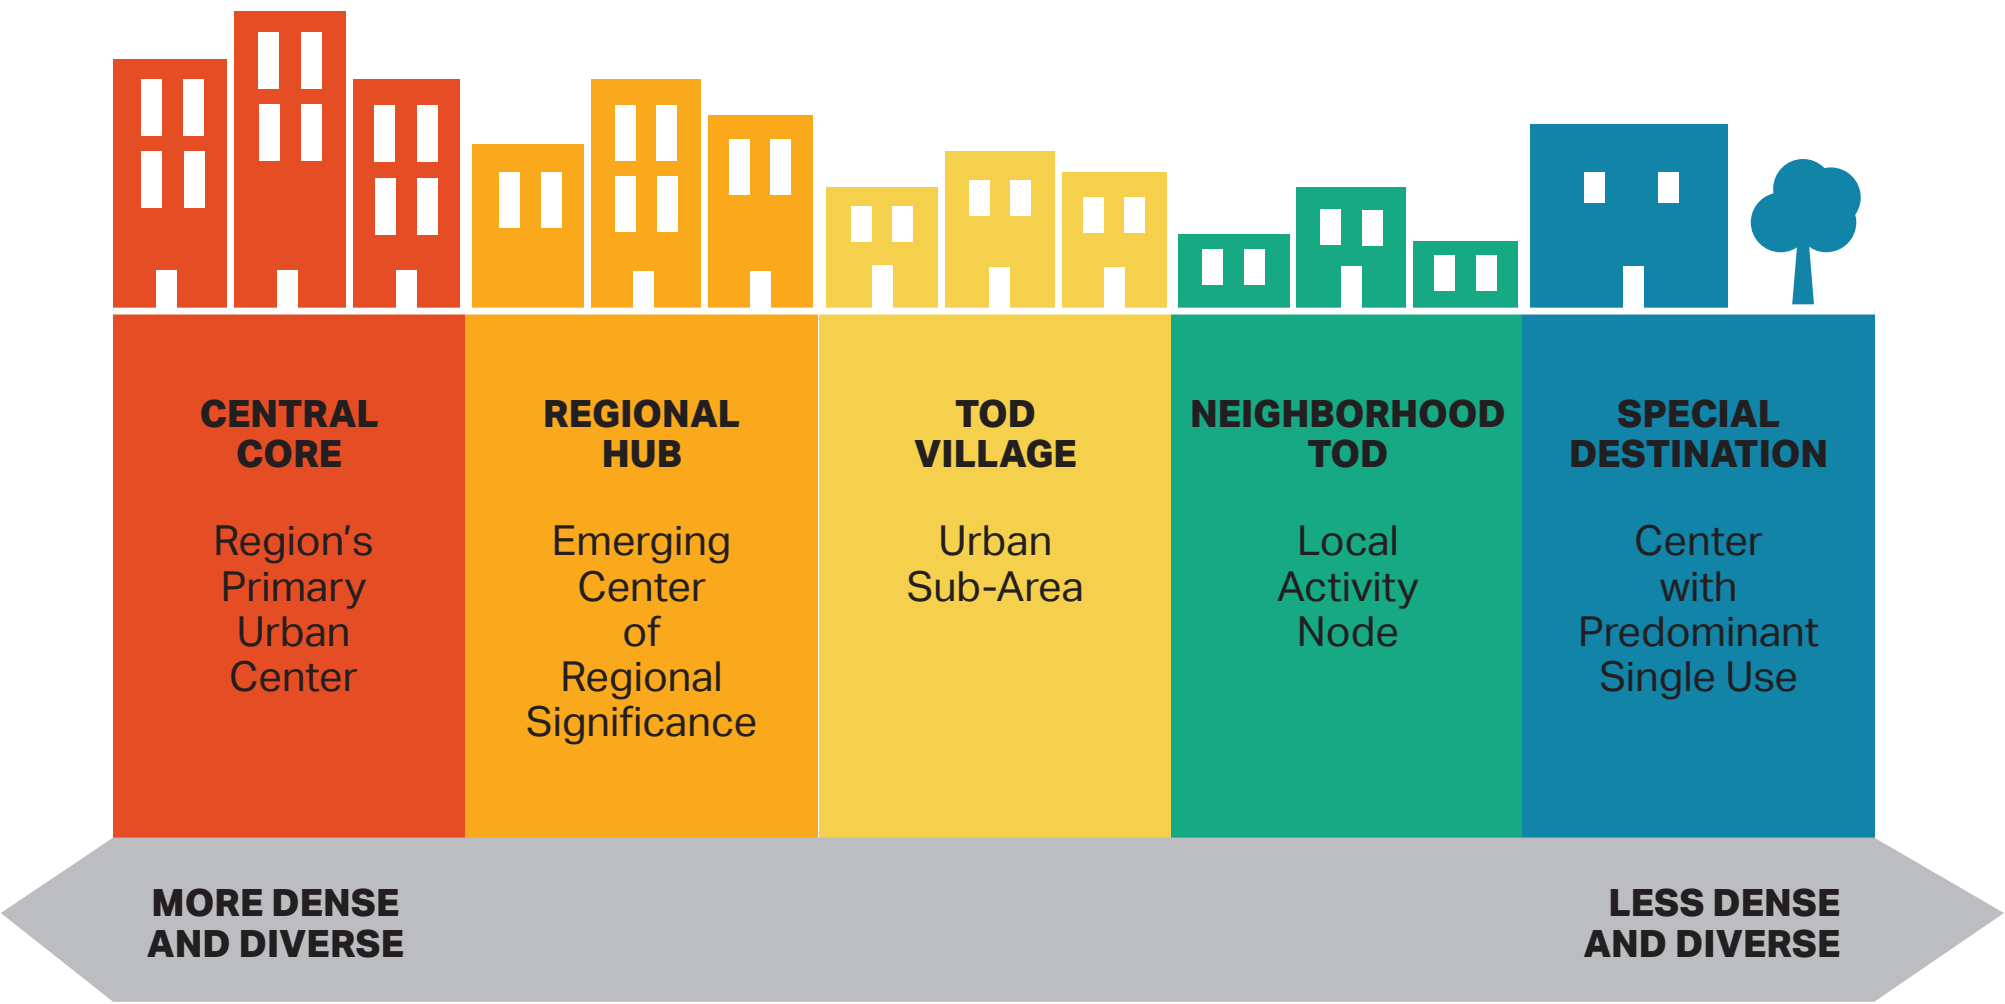 CENTRAL
CORE
Region's
Primary
Urban
Center
REGIONAL
HUB
Emerging
Center
of
Regional
Significance
TOD
VILLAGE
Urban
Sub-Area
NEIGHBORHOOD
TOD
Local
Activity
Node
SPECIAL
DESTINATION
Center
with
Predominant
Single Use
MORE DENSE
AND DIVERSE
LESS DENSE
AND DIVERSE